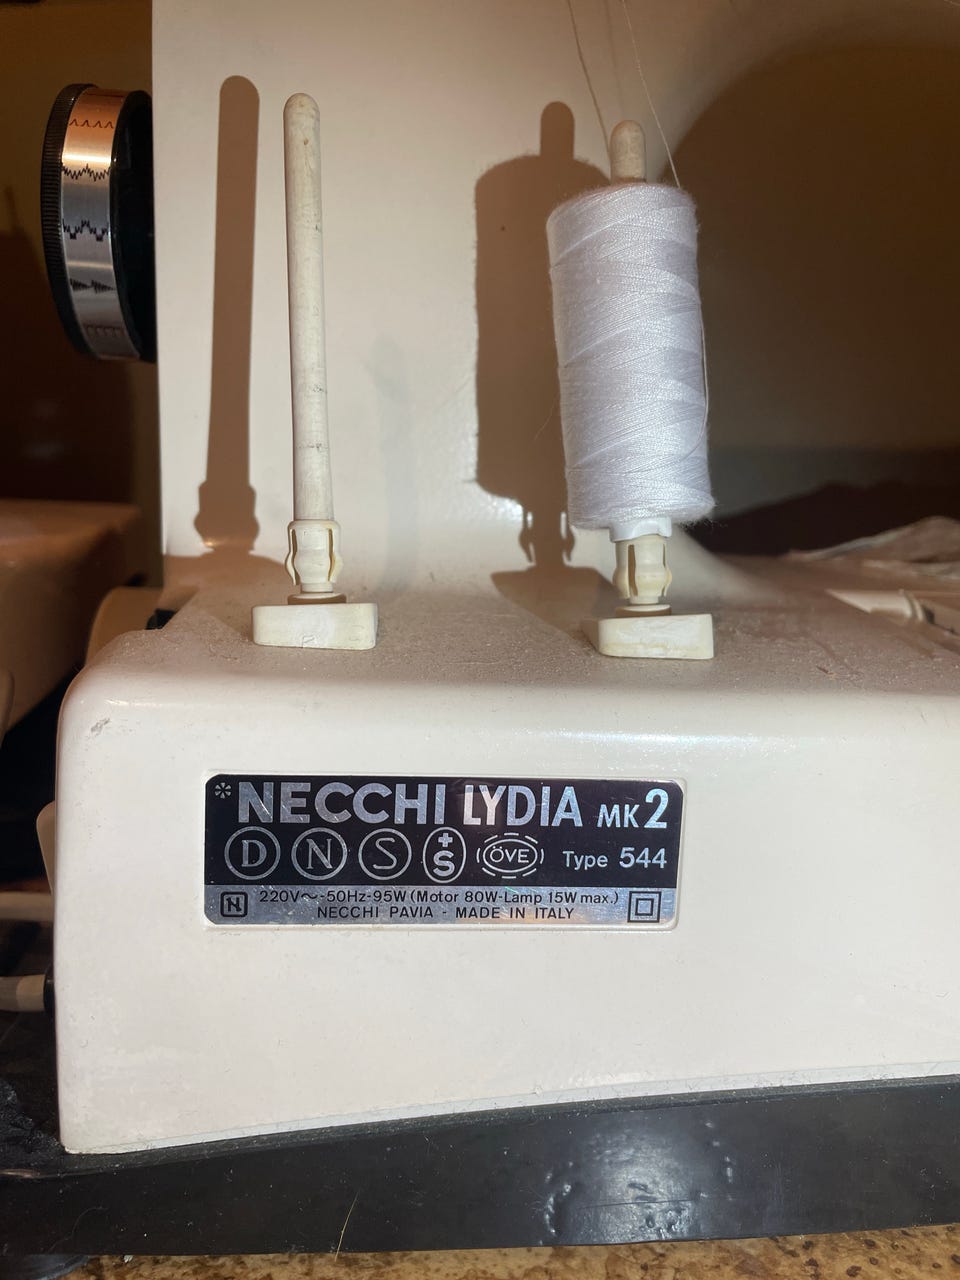 *NECCHI LYDIA MK2
D N S +S ÖVE Type 544
N 220V~-50Hz-95W (Motor 80W-Lamp 15W max.)
NECCHI PAVIA - MADE IN ITALY